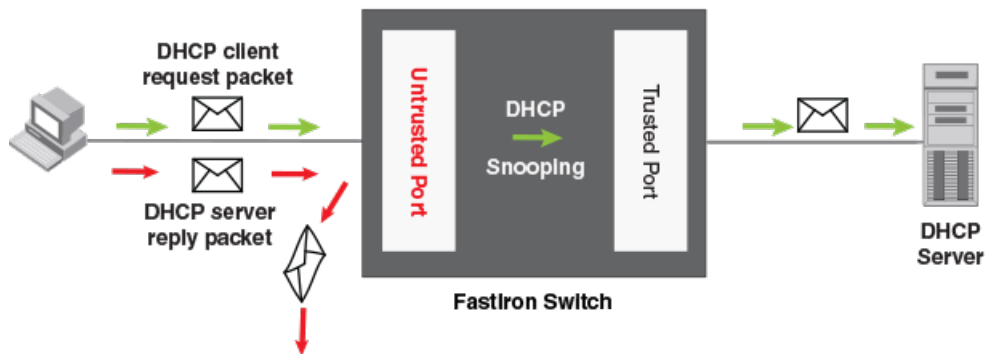 DHCP client
request packet
DHCP server
reply packet
Untrusted Port
DHCP
Snooping
Trusted Port
DHCP
Server
FastIron Switch